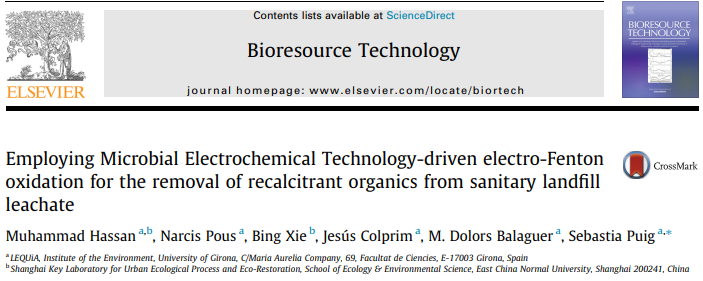 Contents lists available at ScienceDirect
Bioresource Technology
journal homepage: www.elsevier.com/locate/biortech
ELSEVIER
BIORESOURCE
TECHNOLOGY
Employing Microbial Electrochemical Technology-driven electro-Fenton
oxidation for the removal of recalcitrant organics from sanitary landfill
leachate
CrossMark
Muhammad Hassan a,b, Narcis Pous a, Bing Xie b, Jesús Colprim a, M. Dolors Balaguer a, Sebastia Puig a,*
a LEQUiA, Institute of the Environment, University of Girona, C/Maria Aurelia Company, 69, Facultat de Ciencies, E-17003 Girona, Spain
b Shanghai Key Laboratory for Urban Ecological Process and Eco-Restoration, School of Ecology & Environmental Science, East China Normal University, Shanghai 200241, China